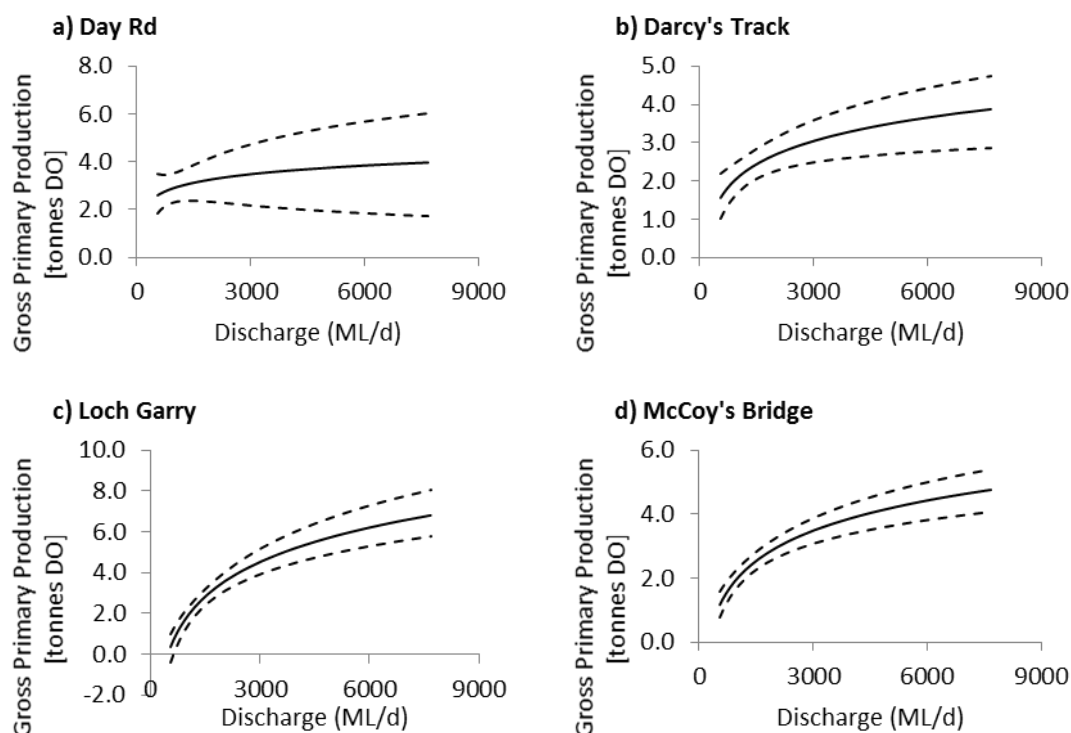 a) Day Rd
Gross Primary Production
[tonnes DO]
8.0
6.0
4.0
2.0
0.0
0
3000
6000
9000
Discharge (ML/d)
b) Darcy's Track
Gross Primary Production
[tonnes DO]
5.0
4.0
3.0
2.0
1.0
0.0
0
3000
6000
9000
Discharge (ML/d)
c) Loch Garry
Gross Primary Production
[tonnes DO]
10.0
8.0
6.0
4.0
2.0
0.0
-2.0
0
3000
6000
9000
Discharge (ML/d)
d) McCoy's Bridge
Gross Primary Production
[tonnes DO]
6.0
4.0
2.0
0.0
0
3000
6000
9000
Discharge (ML/d)